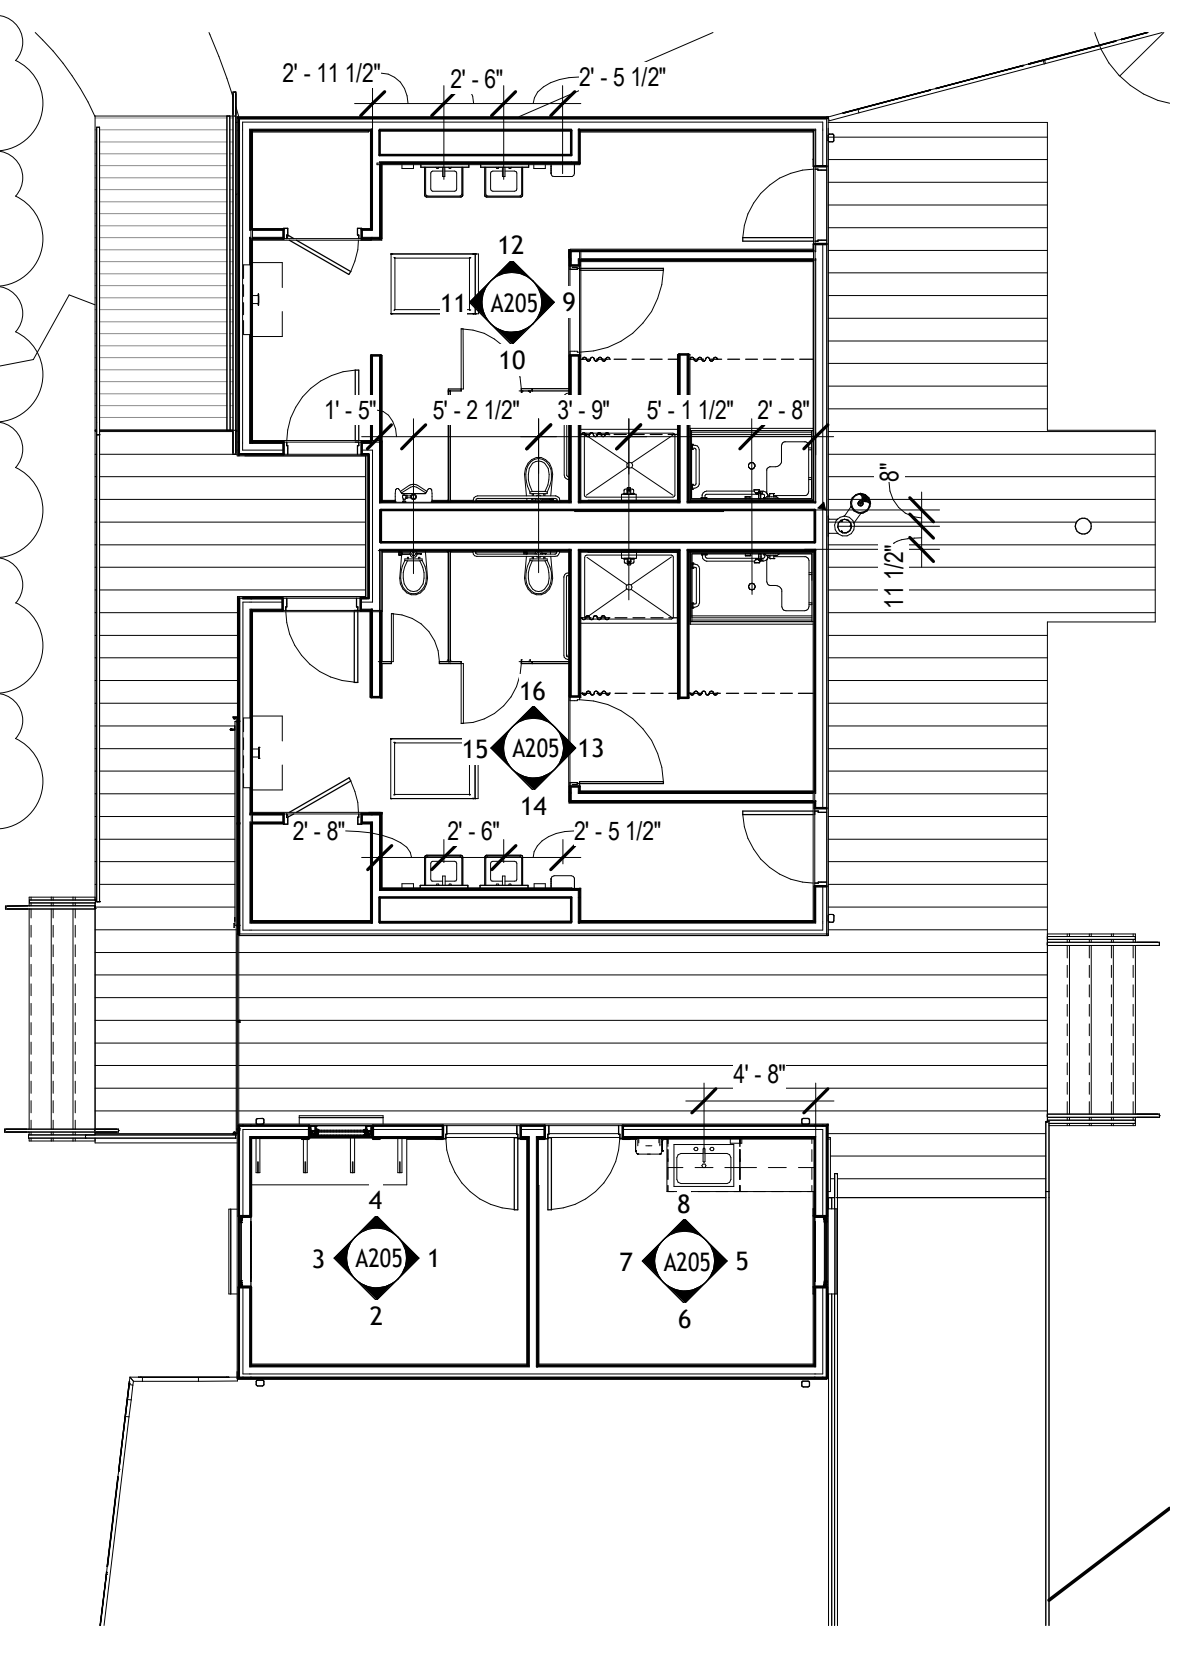 2' - 11 1/2" 2' - 6" 2' - 5 1/2"
12
11 A205 9
10
1' - 5" 5' - 2 1/2" 3' - 9" 5' - 1 1/2" 2' - 8"
8"
11 1/2"
16
15 A205 13
14
2' - 8" 2' - 6" 2' - 5 1/2"
4' - 8"
4
3 A205 1
2
8
7 A205 5
6